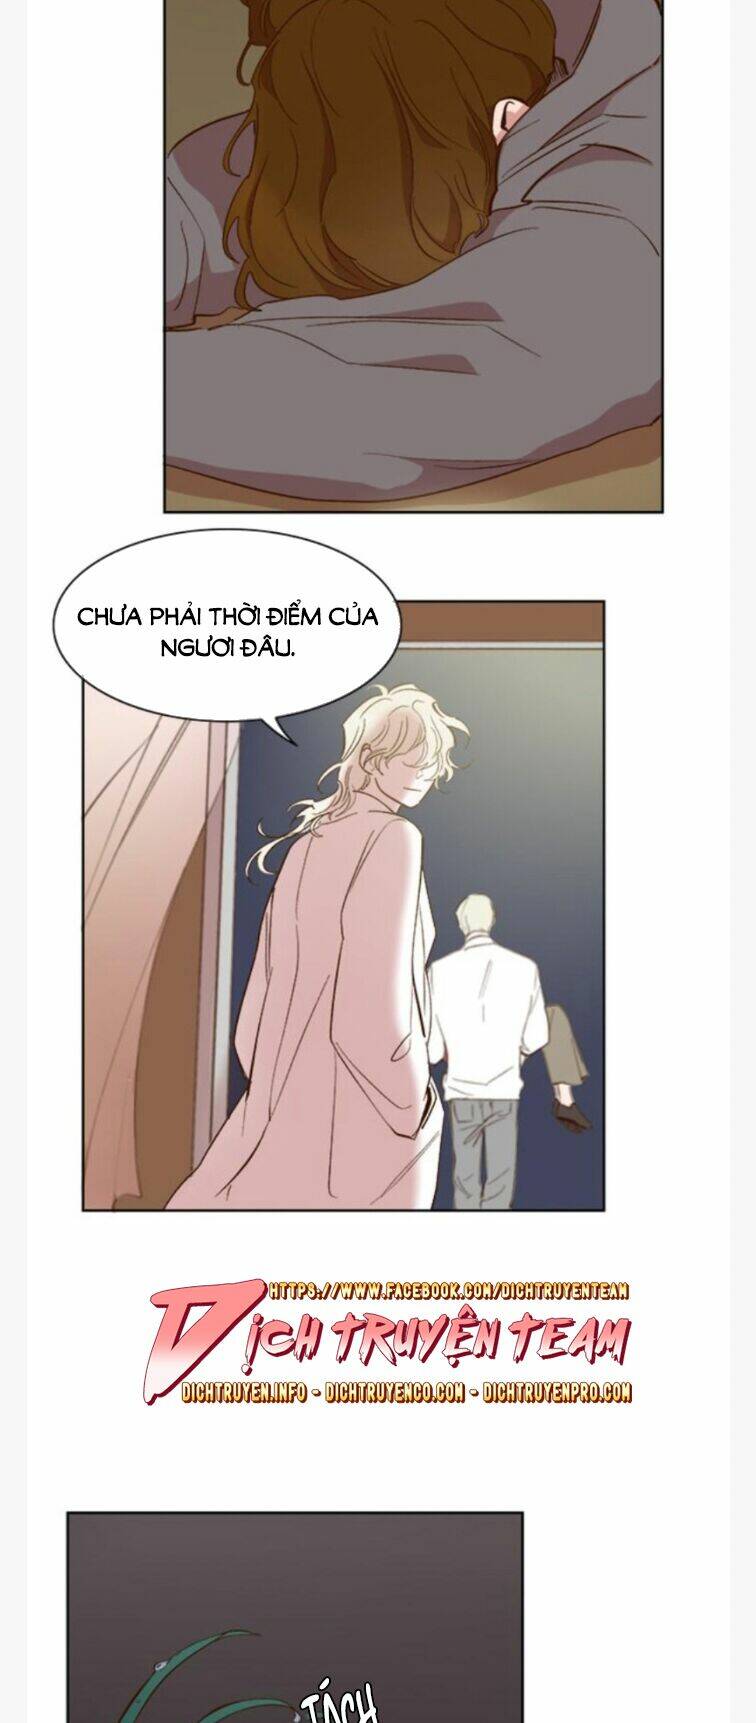 CHƯA PHẢI THỜI ĐIỂM CỦA
NGƯƠI ĐÂU.
HTTPS://WWW.FACEBOOK.COM/DICHTRUYENTEAM
DỊCH TRUYỆN TEAM
DICHTRUYEN.INFO - DICHTRUYENCO.COM - DICHTRUYENPRO.COM
TÁCH